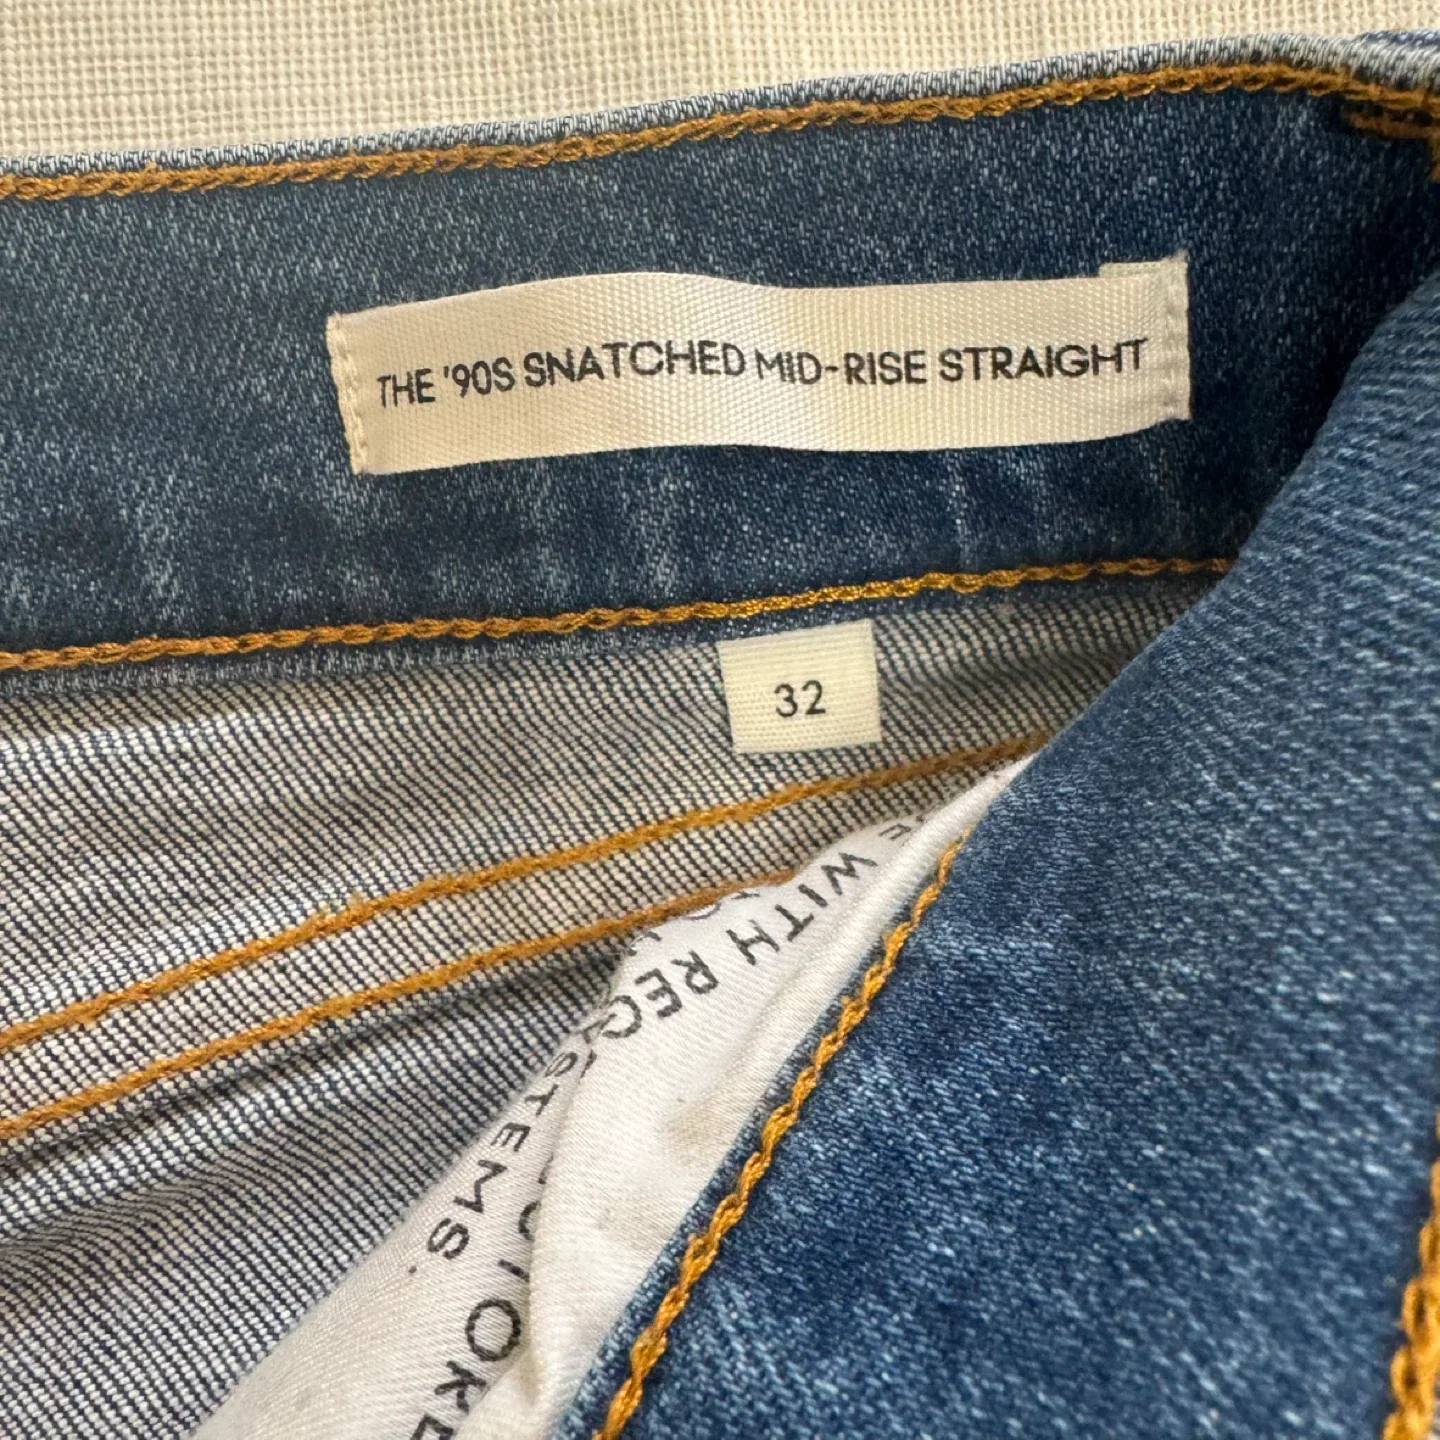 THE '90S SNATCHED MID-RISE STRAIGHT
32
WITH
STEMS.